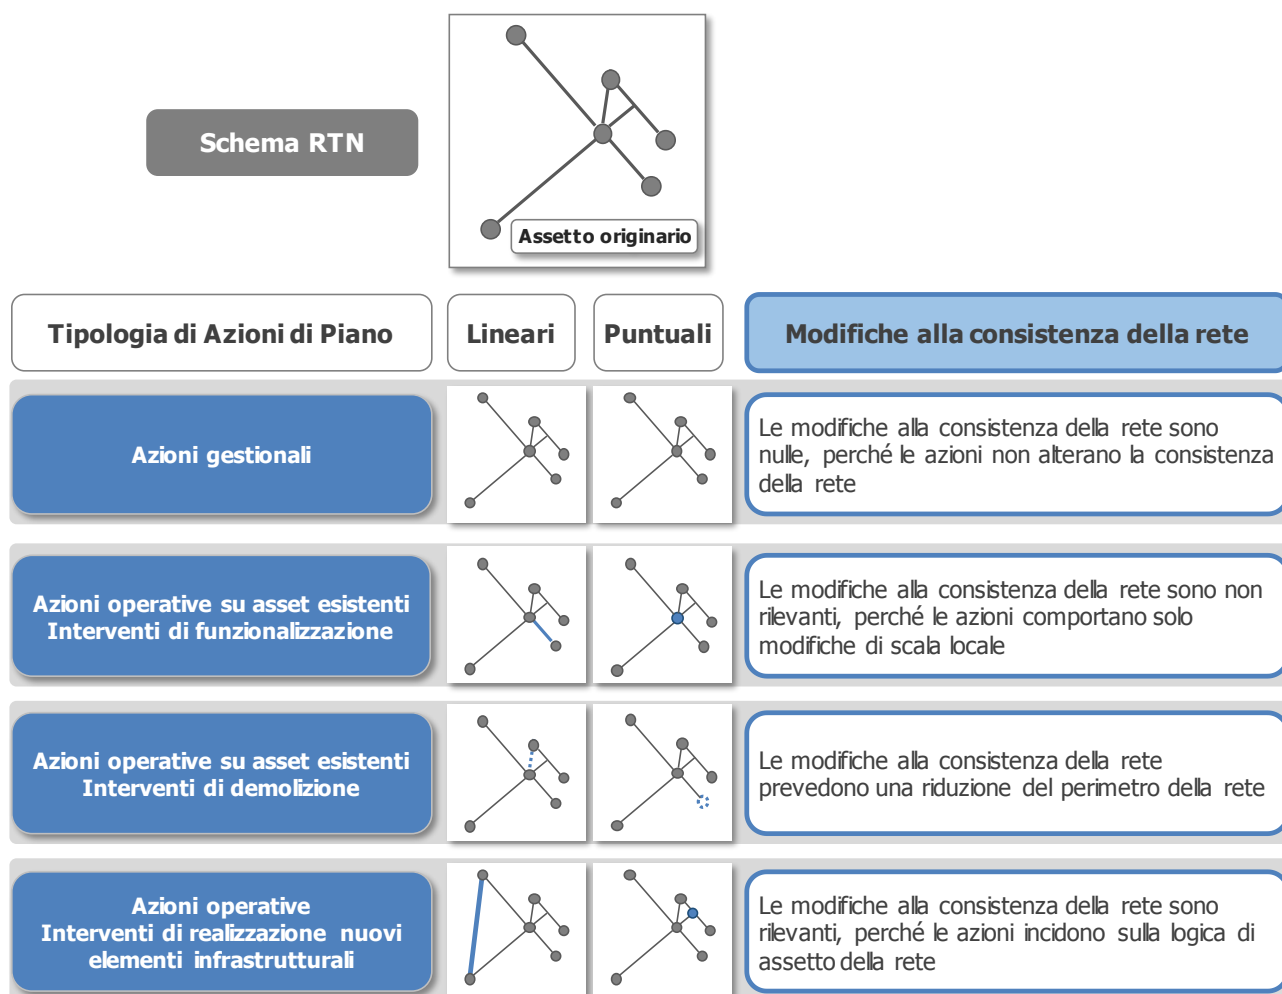 Schema RTN
Assetto originario
Tipologia di Azioni di Piano
Lineari
Puntuali
Modifiche alla consistenza della rete
Azioni gestionali
Le modifiche alla consistenza della rete sono
nulle, perché le azioni non alterano la consistenza
della rete
Azioni operative su asset esistenti
Interventi di funzionalizzazione
Le modifiche alla consistenza della rete sono non
rilevanti, perché le azioni comportano solo
modifiche di scala locale
Azioni operative su asset esistenti
Interventi di demolizione
Le modifiche alla consistenza della rete
prevedono una riduzione del perimetro della rete
Azioni operative
Interventi di realizzazione nuovi
elementi infrastrutturali
Le modifiche alla consistenza della rete sono
rilevanti, perché le azioni incidono sulla logica di
assetto della rete